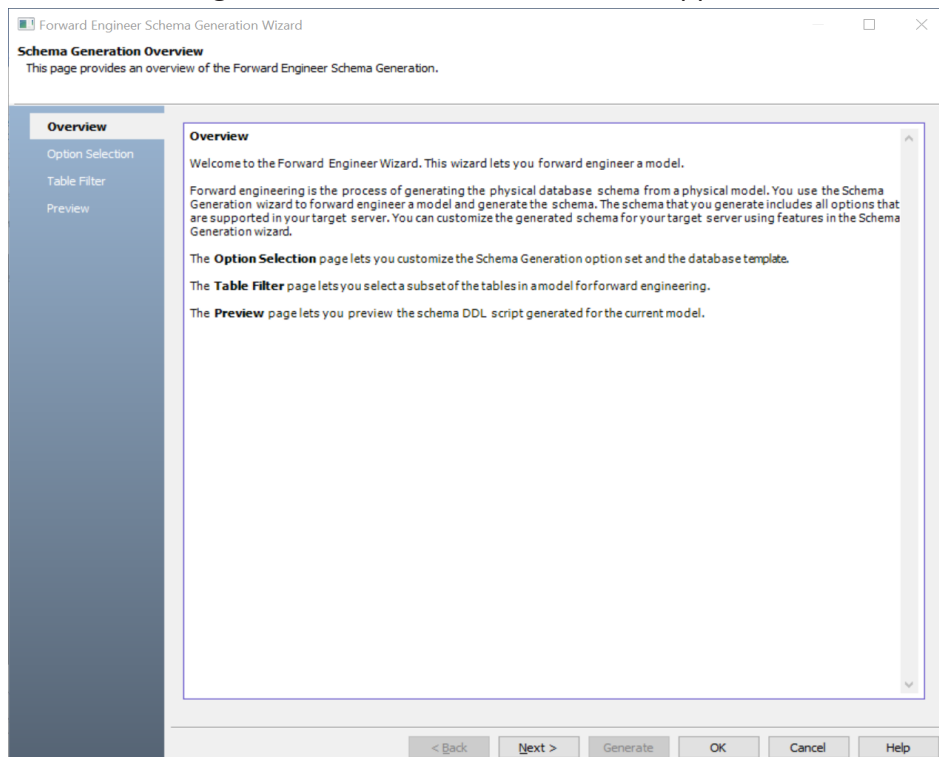 Forward Engineer Schema Generation Wizard
Schema Generation Overview
This page provides an overview of the Forward Engineer Schema Generation.
Overview
Option Selection
Table Filter
Preview
Overview
Welcome to the Forward Engineer Wizard. This wizard lets you forward engineer a model.
Forward engineering is the process of generating the physical database schema from a physical model. You use the Schema
Generation wizard to forward engineer a model and generate the schema. The schema that you generate includes all options that
are supported in your target server. You can customize the generated schema for your target server using features in the Schema
Generation wizard.
The Option Selection page lets you customize the Schema Generation option set and the database template.
The Table Filter page lets you select a subset of the tables in a model for forward engineering.
The Preview page lets you preview the schema DDL script generated for the current model.
< Back Next > Generate OK Cancel Help